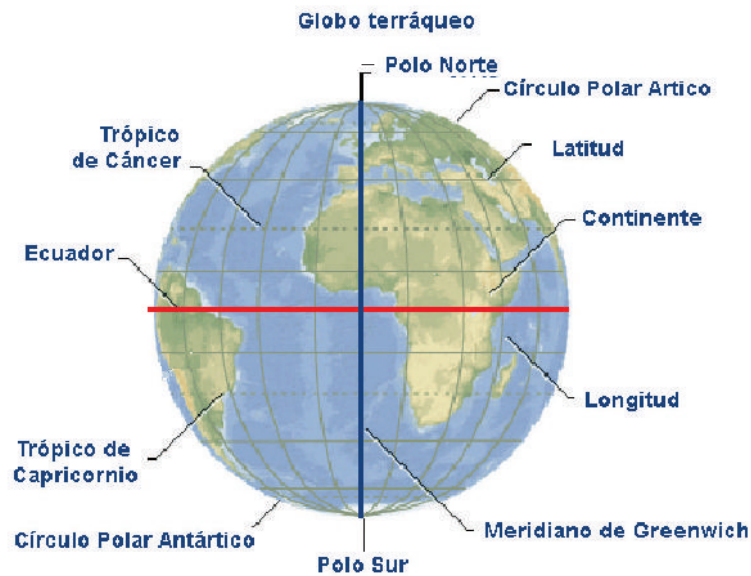 Globo terráqueo
Polo Norte
Círculo Polar Artico
Trópico
de Cáncer
Latitud
Continente
Ecuador
Longitud
Trópico de
Capricornio
Meridiano de Greenwich
Círculo Polar Antártico
Polo Sur